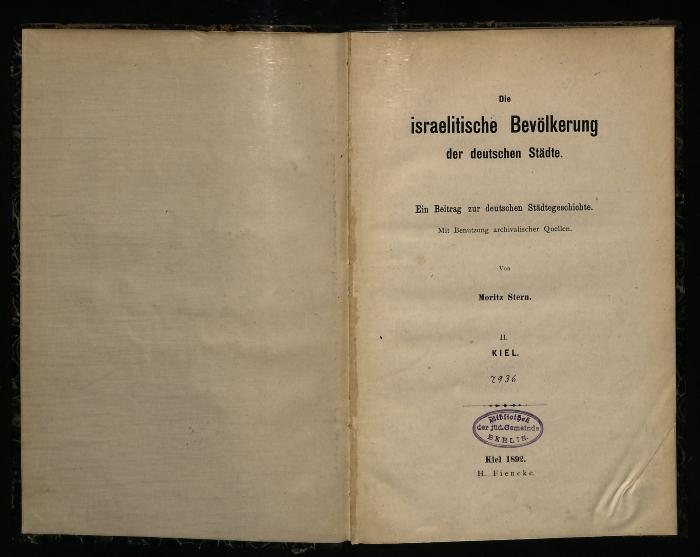 Die
israelitische Bevölkerung
der deutschen Städte.
Ein Beitrag zur deutschen Städtegeschichte.
Mit Benutzung archivalischer Quellen.
Von
Moritz Stern.
II.
KIEL.
2936
Bibliothek
der jüd. Gemeinde
BERLIN.
Kiel 1892.
H. Fiencke.